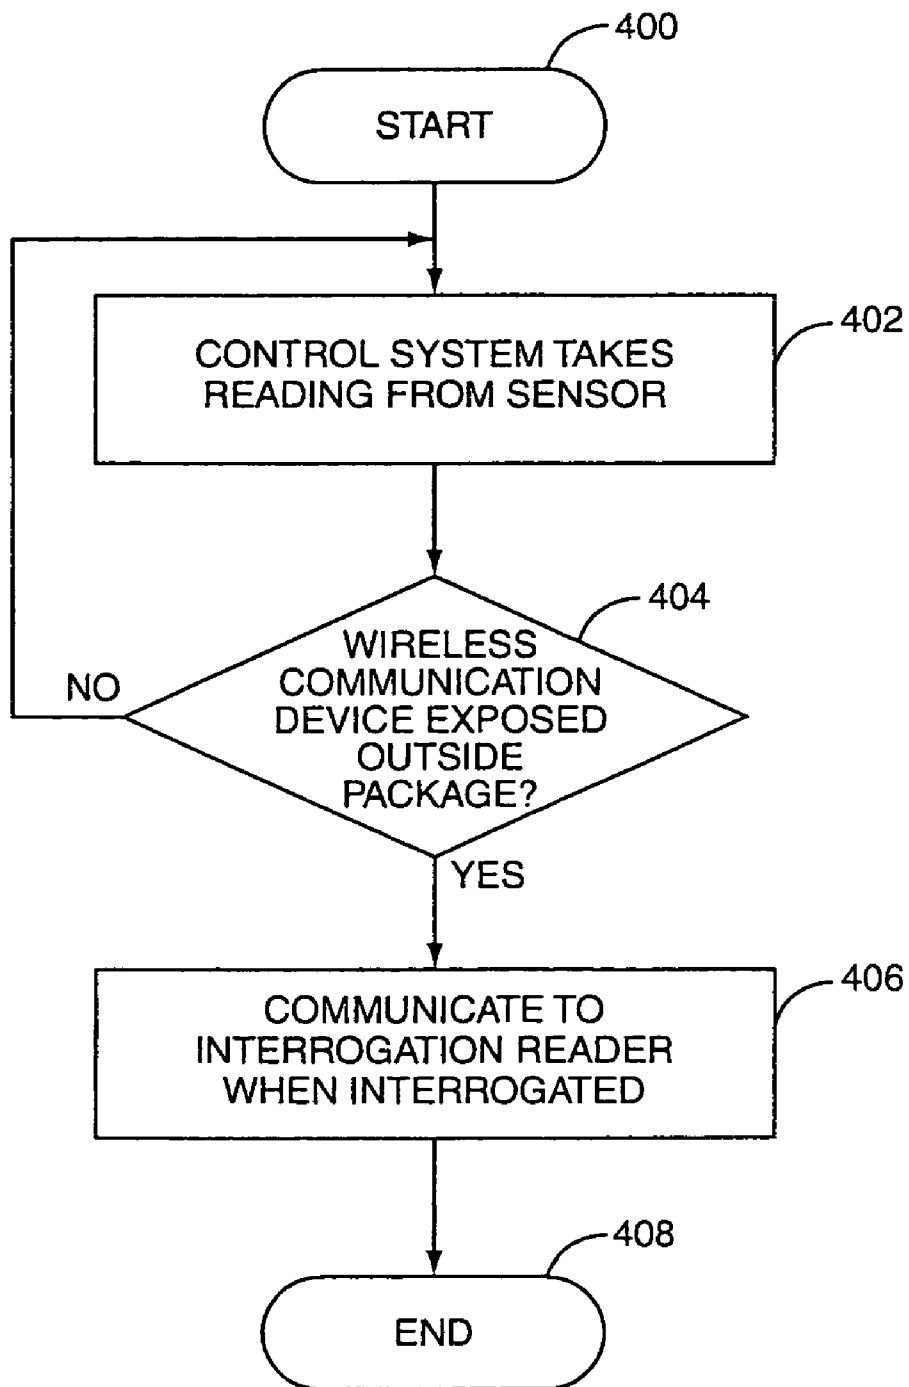 400
START
402
CONTROL SYSTEM TAKES
READING FROM SENSOR
404
WIRELESS
COMMUNICATION
DEVICE EXPOSED
OUTSIDE
PACKAGE?
NO
YES
406
COMMUNICATE TO
INTERROGATION READER
WHEN INTERROGATED
408
END